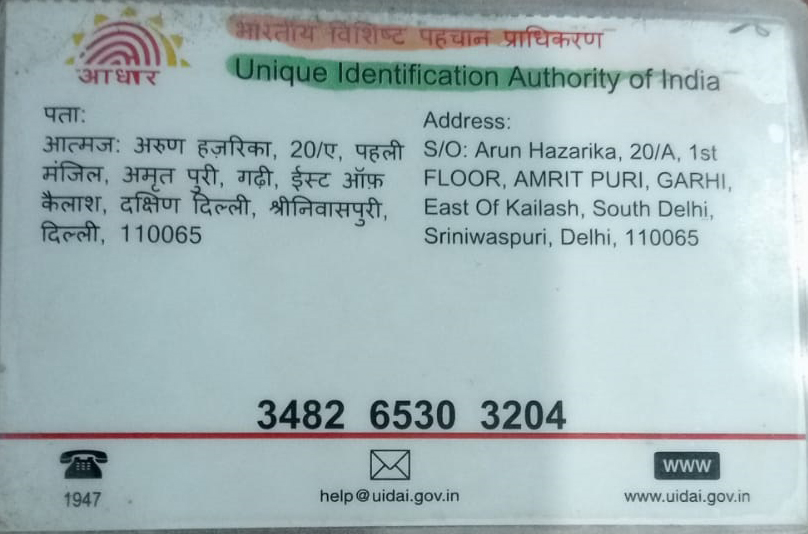 भारतीय विशिष्ट पहचान प्राधिकरण
Unique Identification Authority of India
आधार
पता:
आत्मज: अरुण हज़रिका, 20/ए, पहली
मंजिल, अमृत पुरी, गढ़ी, ईस्ट ऑफ़
कैलाश, दक्षिण दिल्ली, श्रीनिवासपुरी,
दिल्ली, 110065
Address:
S/O: Arun Hazarika, 20/A, 1st
FLOOR, AMRIT PURI, GARHI,
East Of Kailash, South Delhi,
Sriniwaspuri, Delhi, 110065
3482 6530 3204
1947
help@uidai.gov.in
www
www.uidai.gov.in